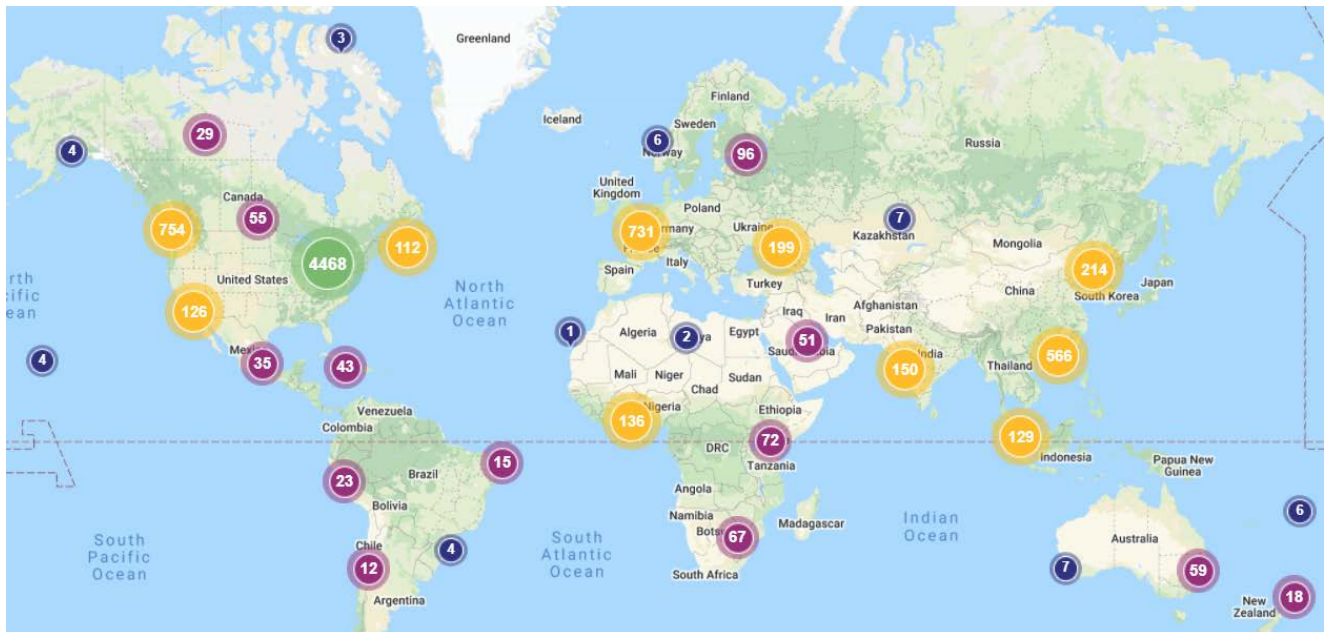 3
Greenland
Finland
Iceland
Sweden
29
4
6
Norway
96
Russia
United
Kingdom
Canada
55
754
112
Poland
731
Germany
Ukraine
199
7
Kazakhstan
Mongolia
4468
United States
France
Italy
Spain
Turkey
214
China
South Korea
Japan
North
Atlantic
Ocean
126
Afghanistan
Iraq
Iran
1
Algeria
2
Egypt
51
Pakistan
India
150
566
Thailand
4
35
43
Mali
Niger
Chad
Sudan
Venezuela
Colombia
136
Nigeria
Ethiopia
129
Indonesia
DRC
72
Tanzania
Papua New
Guinea
15
23
Brazil
Bolivia
Angola
Namibia
Madagascar
Indian
Ocean
6
South
Pacific
Ocean
Chile
4
12
South
Atlantic
Ocean
67
South Africa
Australia
7
59
Argentina
New
Zealand
18